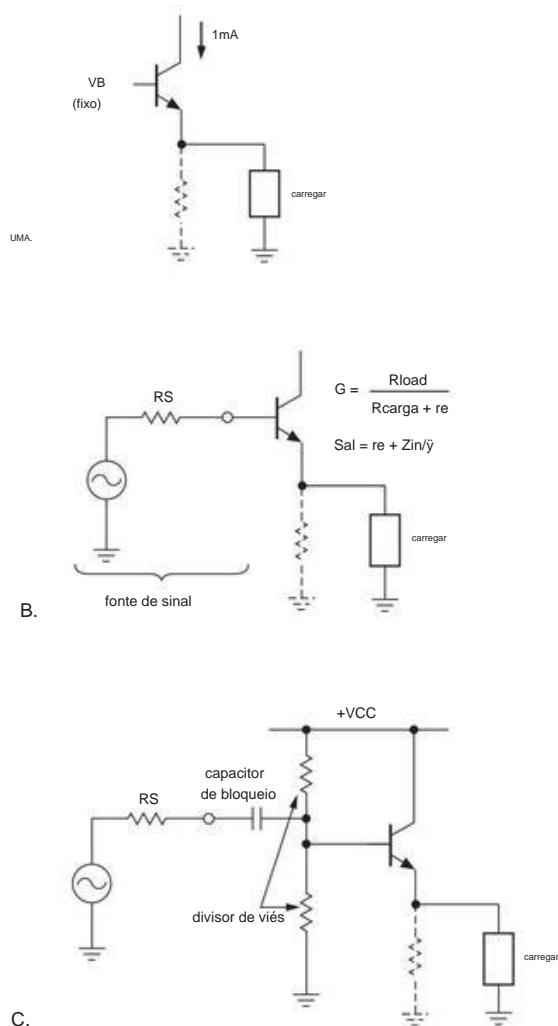 1mA
VB
(fixo)
carregar
UMA.
RS
G = Rload
Rcarga + re
Sal = re + Zin/ÿ
carregar
fonte de sinal
B.
+VCC
capacitor
de bloqueio
RS
divisor de viés
carregar
C.